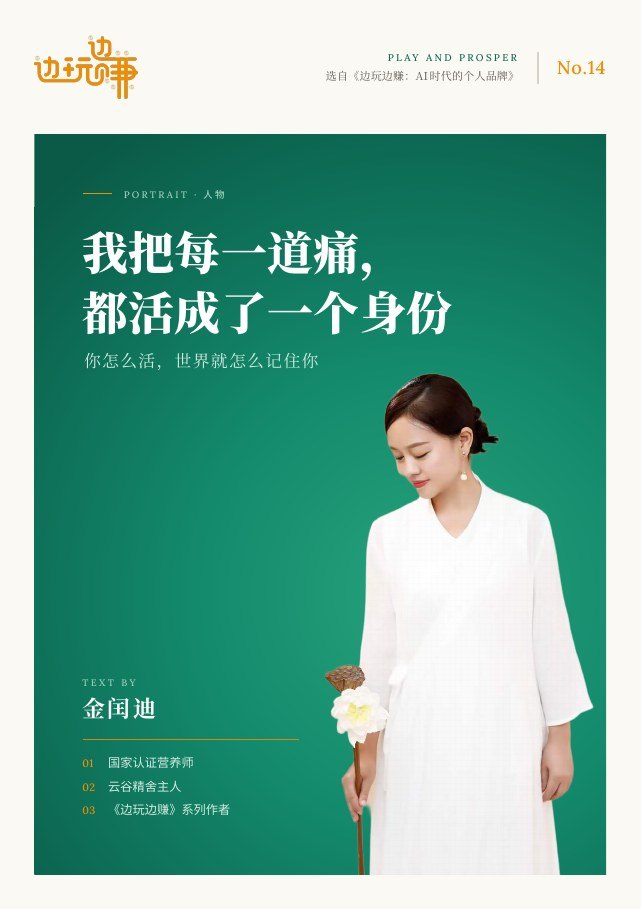 边玩边赚
PLAY AND PROSPER
选自《边玩边赚：AI时代的个人品牌》
No.14
PORTRAIT · 人物
我把每一道痛，
都活成了一个身份
你怎么活，世界就怎么记住你
TEXT BY
金闰迪
01 国家认证营养师
02 云谷精舍主人
03 《边玩边赚》系列作者